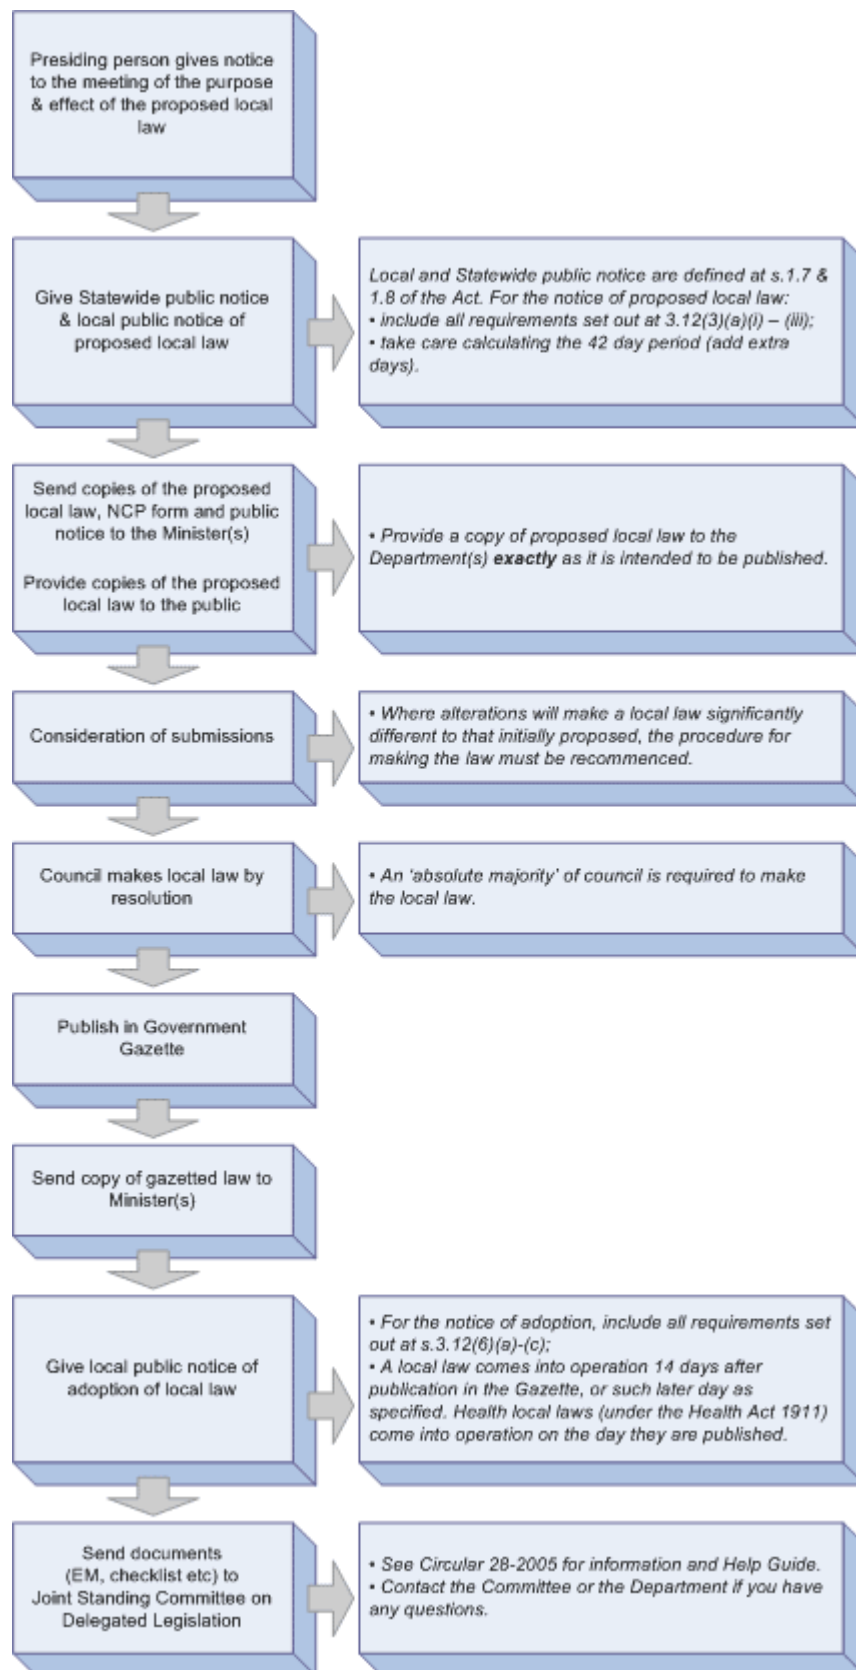 Presiding person gives notice
to the meeting of the purpose
& effect of the proposed local
law
Give Statewide public notice
& local public notice of
proposed local law
Local and Statewide public notice are defined at s.1.7 &
1.8 of the Act. For the notice of proposed local law:
• include all requirements set out at 3.12(3)(a)(i) – (iii);
• take care calculating the 42 day period (add extra
days).
Send copies of the proposed
local law, NCP form and public
notice to the Minister(s)
Provide copies of the proposed
local law to the public
• Provide a copy of proposed local law to the
Department(s) exactly as it is intended to be published.
Consideration of submissions
• Where alterations will make a local law significantly
different to that initially proposed, the procedure for
making the law must be recommenced.
Council makes local law by
resolution
• An ‘absolute majority’ of council is required to make
the local law.
Publish in Government
Gazette
Send copy of gazetted law to
Minister(s)
Give local public notice of
adoption of local law
• For the notice of adoption, include all requirements set
out at s.3.12(6)(a)-(c);
• A local law comes into operation 14 days after
publication in the Gazette, or such later day as
specified. Health local laws (under the Health Act 1911)
come into operation on the day they are published.
Send documents
(EM, checklist etc) to
Joint Standing Committee on
Delegated Legislation
• See Circular 28-2005 for information and Help Guide.
• Contact the Committee or the Department if you have
any questions.